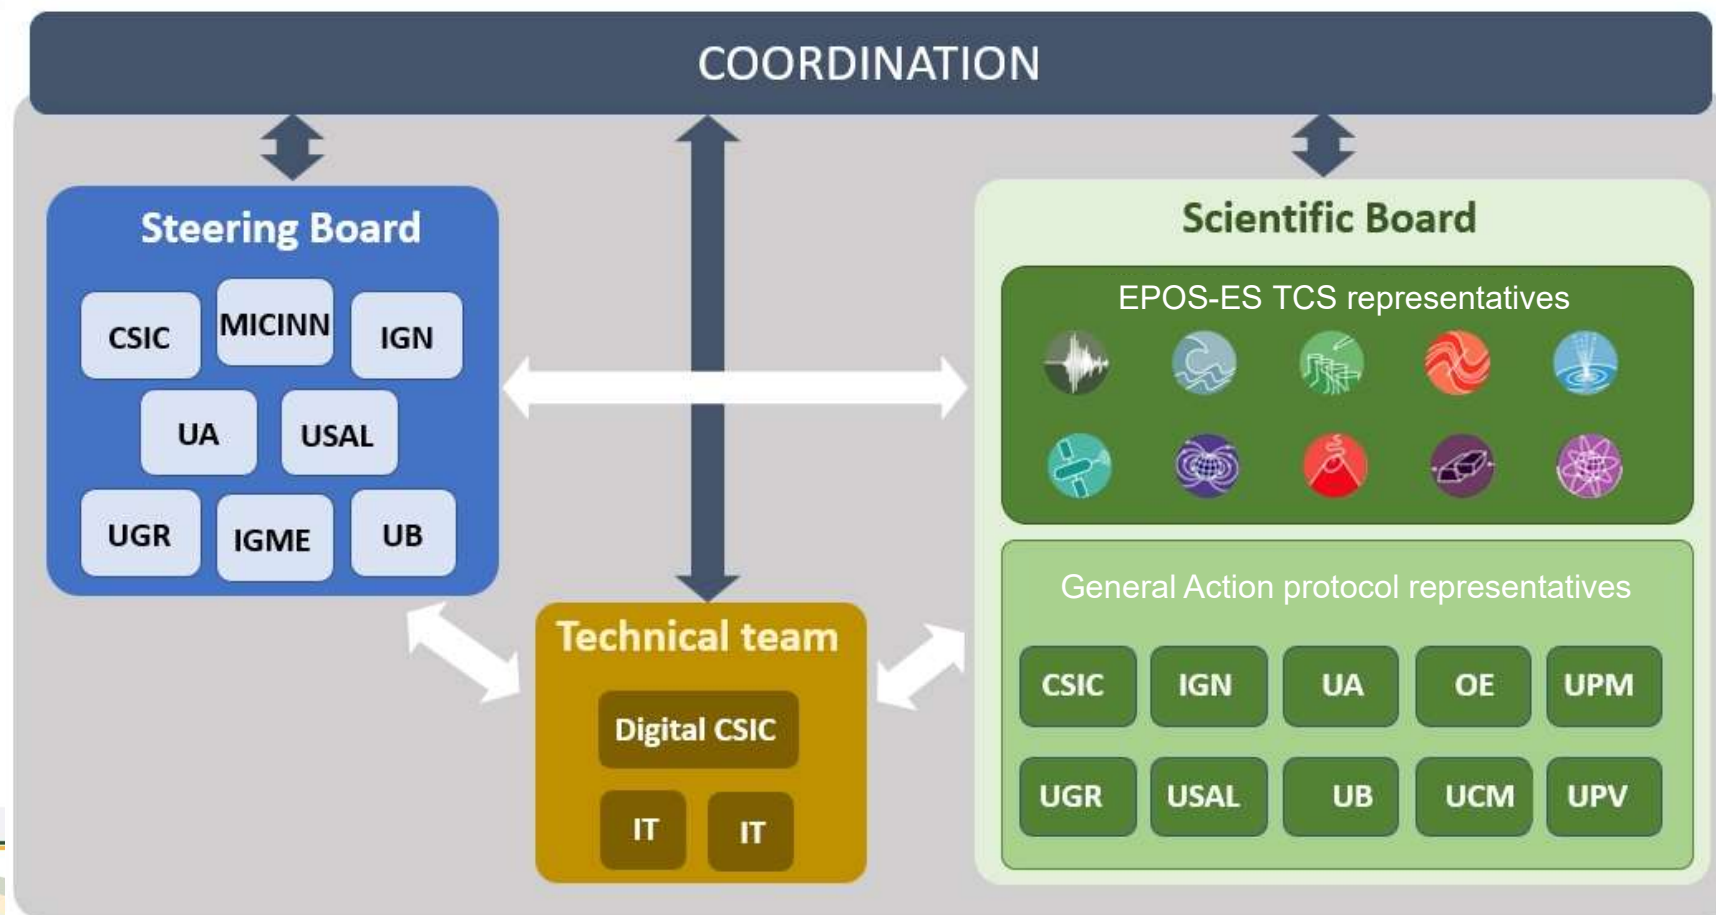 COORDINATION
Steering Board
CSIC
MICINN
IGN
UA
USAL
UGR
IGME
UB
Technical team
Digital CSIC
IT
IT
Scientific Board
EPOS-ES TCS representatives
General Action protocol representatives
CSIC
IGN
UA
OE
UPM
UGR
USAL
UB
UCM
UPV